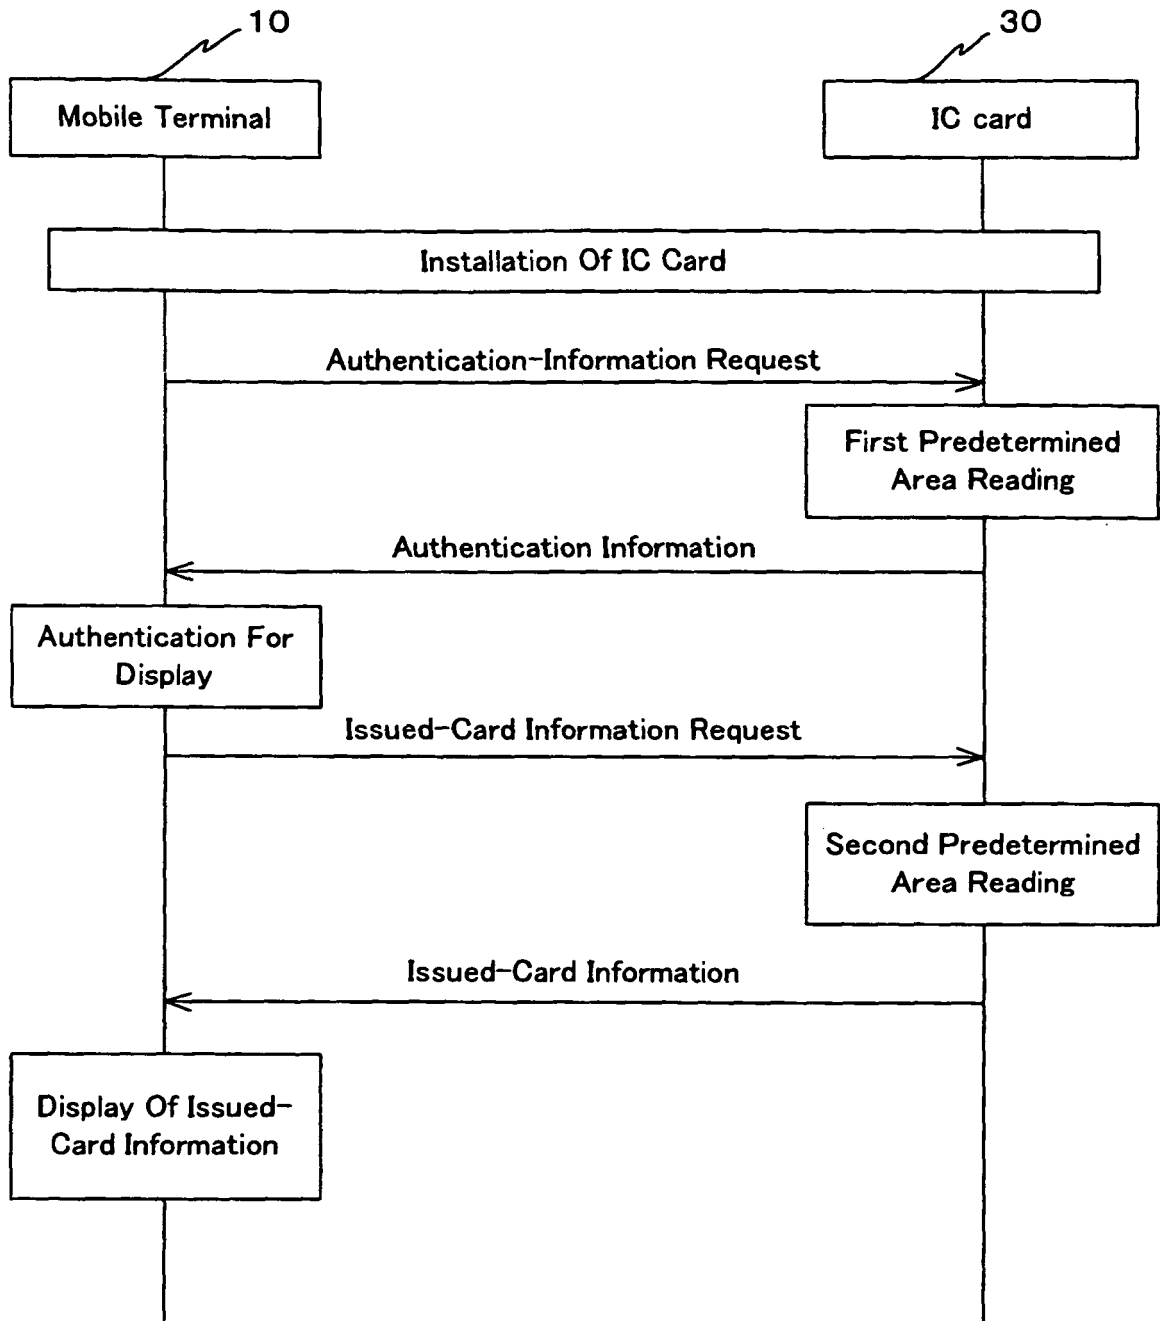 10
30
Mobile Terminal
IC card
Installation Of IC Card
Authentication-Information Request
First Predetermined
Area Reading
Authentication Information
Authentication For
Display
Issued-Card Information Request
Second Predetermined
Area Reading
Issued-Card Information
Display Of Issued-
Card Information